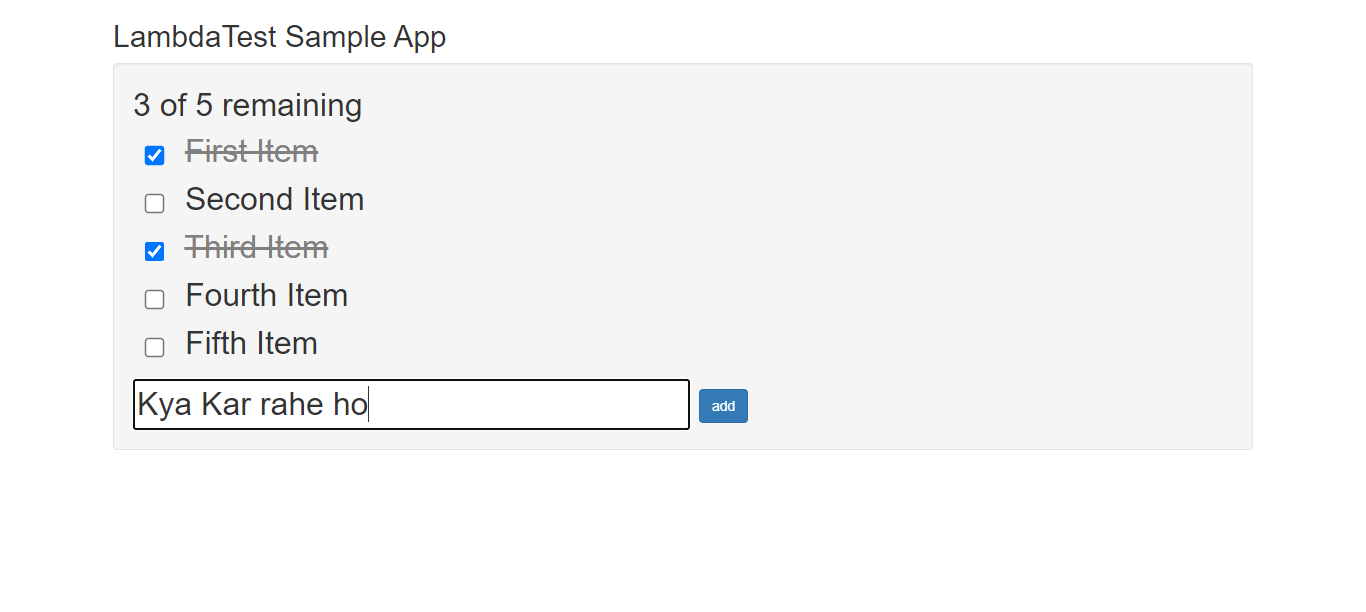 LambdaTest Sample App
3 of 5 remaining
First Item
Second Item
Third Item
Fourth Item
Fifth Item
Kya Kar rahe ho add